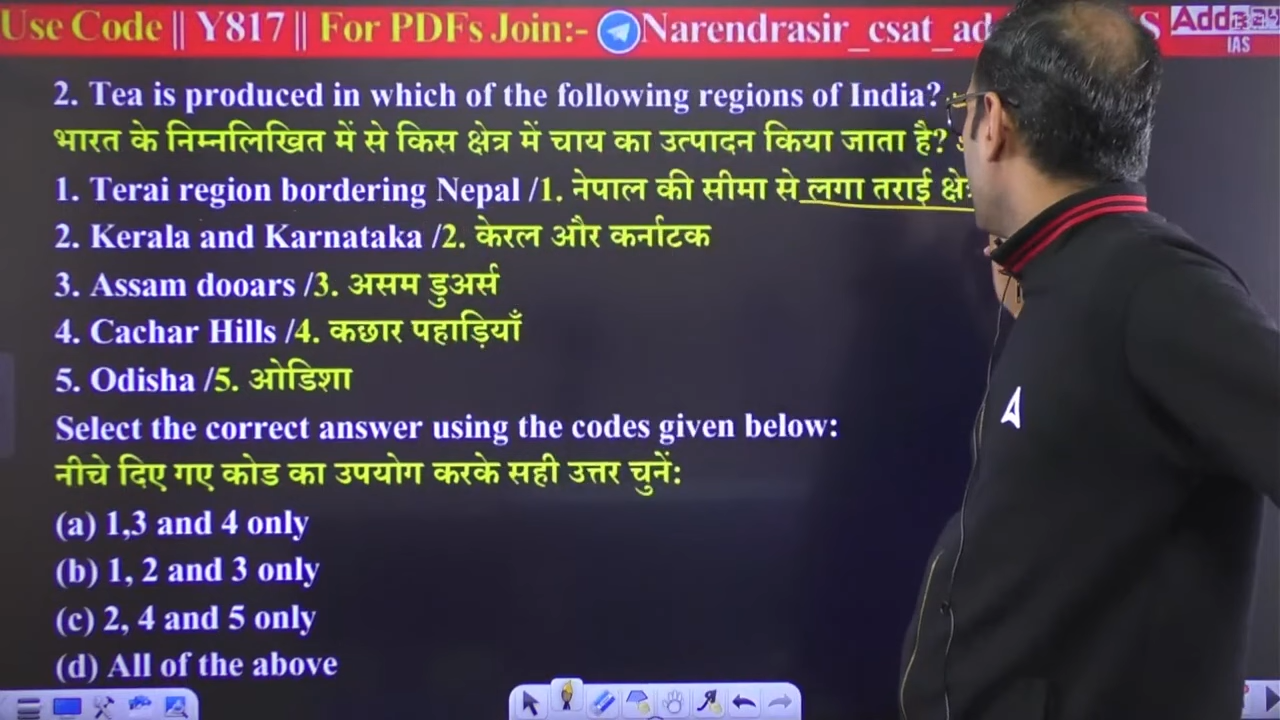 Use Code || Y817 || For PDFs Join:- Narendrasir_csat_ad
S
IAS
2. Tea is produced in which of the following regions of India?
भारत के निम्नलिखित में से किस क्षेत्र में चाय का उत्पादन किया जाता है?
1. Terai region bordering Nepal /1. नेपाल की सीमा से लगा तराई
2. Kerala and Karnataka /2. केरल और कर्नाटक
3. Assam dooars /3. असम डुअर्स
4. Cachar Hills /4. कछार पहाड़ियाँ
5. Odisha /5. ओडिशा
Select the correct answer using the codes given below:
नीचे दिए गए कोड का उपयोग करके सही उत्तर चुनें:
(a) 1,3 and 4 only
(b) 1, 2 and 3 only
(c) 2, 4 and 5 only
(d) All of the above